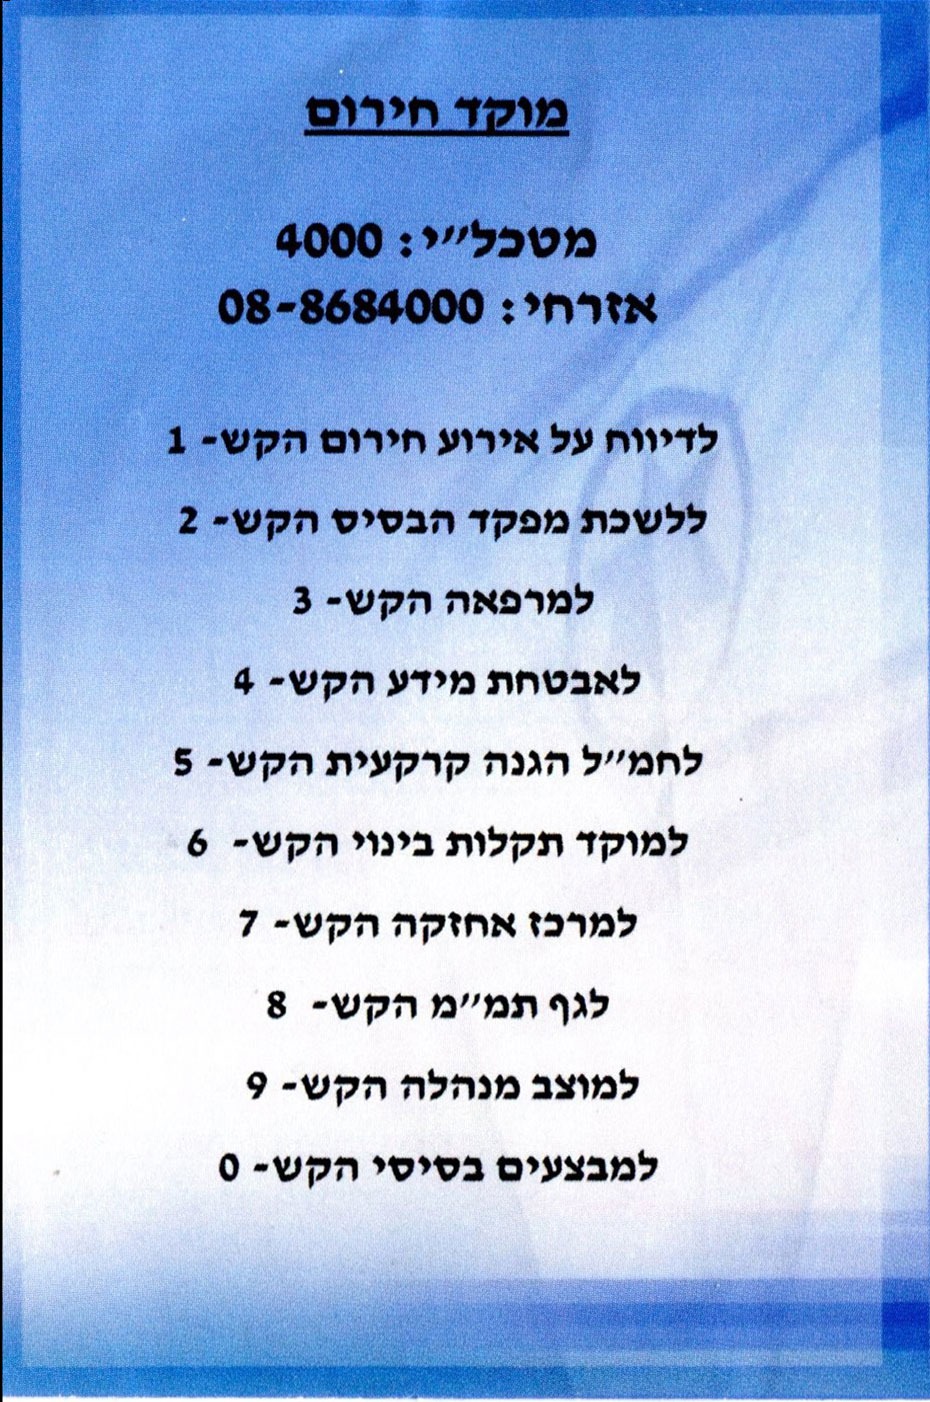 מוקד חירום
מטכל״י: 4000
אזרחי: 08-8684000
לדיווח על אירוע חירום הקש- 1
ללשכת מפקד הבסיס הקש- 2
למרפאה הקש- 3
לאבטחת מידע הקש- 4
לחמ״ל הגנה קרקעית הקש- 5
למוקד תקלות בינוי הקש- 6
למרכז אחזקה הקש- 7
לגף תמ״מ הקש- 8
למוצב מנהלה הקש- 9
למבצעים בסיסי הקש- 0